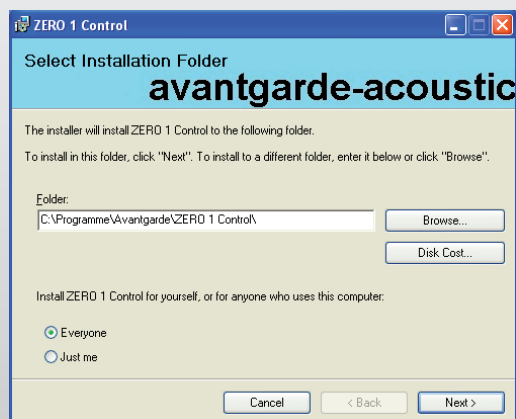 ZERO 1 Control
Select Installation Folder
avantgarde-acoustic
The installer will install ZERO 1 Control to the following folder.
To install in this folder, click "Next". To install to a different folder, enter it below or click "Browse".
Folder:
C:\Programme\Avantgarde\ZERO 1 Control\
Browse...
Disk Cost...
Install ZERO 1 Control for yourself, or for anyone who uses this computer:
Everyone
Just me
Cancel
< Back
Next >